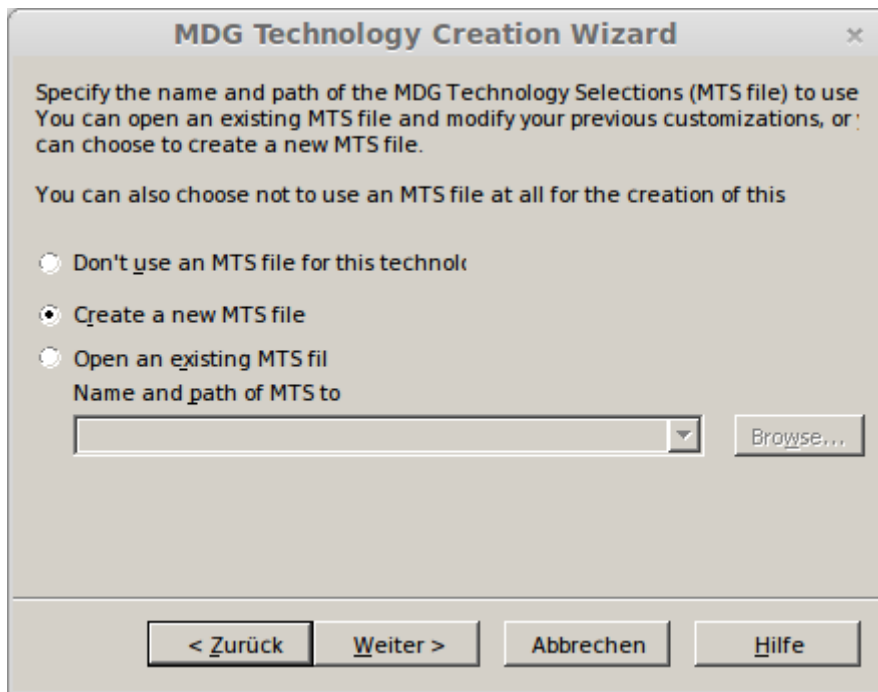 MDG Technology Creation Wizard
Specify the name and path of the MDG Technology Selections (MTS file) to use
You can open an existing MTS file and modify your previous customizations, or
can choose to create a new MTS file.
You can also choose not to use an MTS file at all for the creation of this
Don't use an MTS file for this technolo
Create a new MTS file
Open an existing MTS fil
Name and path of MTS to
Browse...
< Zurück
Weiter >
Abbrechen
Hilfe